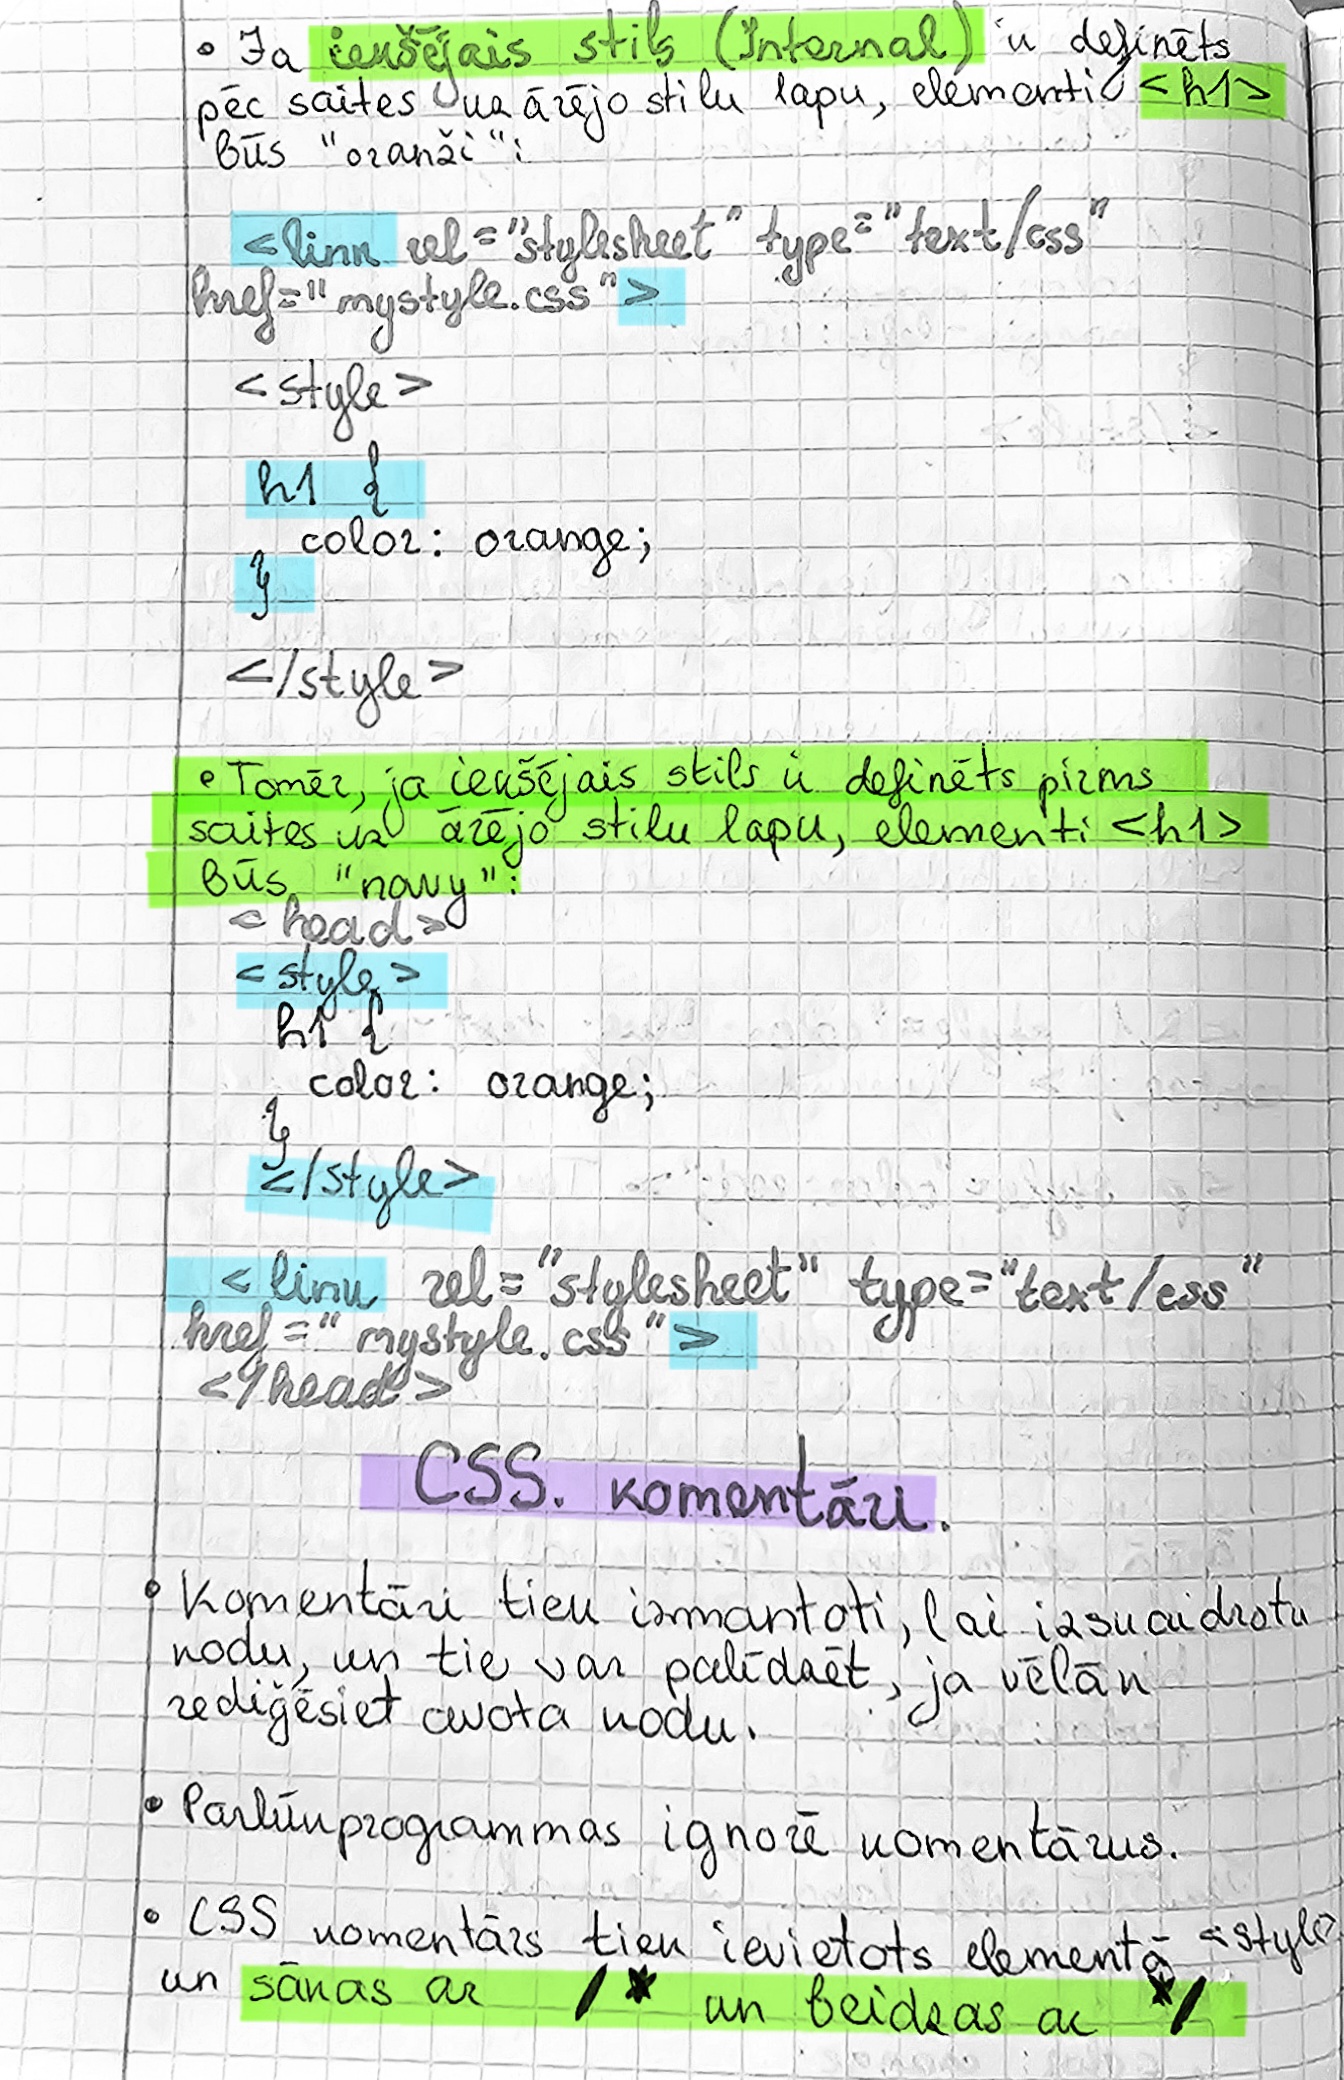 • Ja iekšējais stils (Internal) ir definēts
pēc saites uz ārējo stilu lapu, elementi <h1>
būs "oranži":
<link rel="stylesheet" type="text/css"
href="mystyle.css">
<style>
h1 {
color: orange;
}
</style>
• Tomēr, ja iekšējais stils ir definēts pirms
saites uz ārējo stilu lapu, elementi <h1>
būs "navy":
<head>
<style>
h1 {
color: orange;
}
</style>
<link rel="stylesheet" type="text/css"
href="mystyle.css">
</head>
CSS. komentāri.
• Komentāri tiek izmantoti, lai izskaidrotu
kodu, un tie var palīdzēt, ja vēlāk
rediģēsiet avota kodu.
• Pārlūkprogrammas ignorē komentārus.
• CSS komentārs tiek ievietots elementā <style>
un sākas ar /* un beidzas ar */